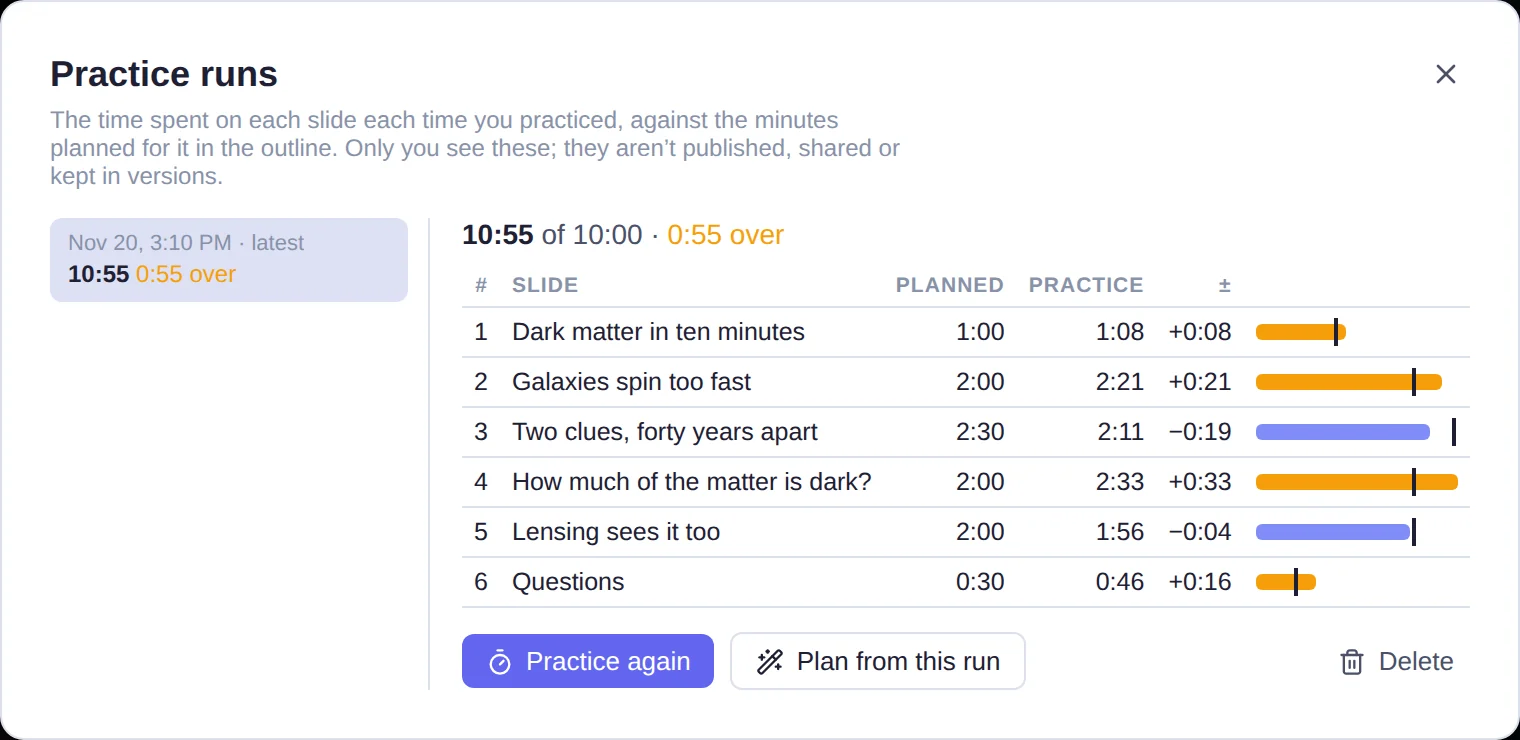 Practice runs
The time spent on each slide each time you practiced, against the minutes
planned for it in the outline. Only you see these; they aren’t published, shared or
kept in versions.
Nov 20, 3:10 PM · latest
10:55 0:55 over
10:55 of 10:00 · 0:55 over
# SLIDE PLANNED PRACTICE ±
1 Dark matter in ten minutes 1:00 1:08 +0:08
2 Galaxies spin too fast 2:00 2:21 +0:21
3 Two clues, forty years apart 2:30 2:11 −0:19
4 How much of the matter is dark? 2:00 2:33 +0:33
5 Lensing sees it too 2:00 1:56 −0:04
6 Questions 0:30 0:46 +0:16
Practice again Plan from this run Delete